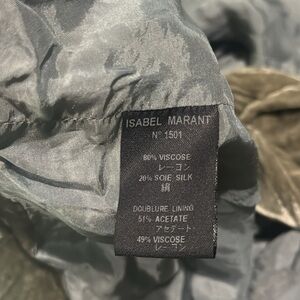 ISABEL MARANT
N° 1501
80% VISCOSE
レーヨン
20% SOIE SILK
絹
DOUBLURE LINING
51% ACETATE
アセテート
49% VISCOSE
レーヨン